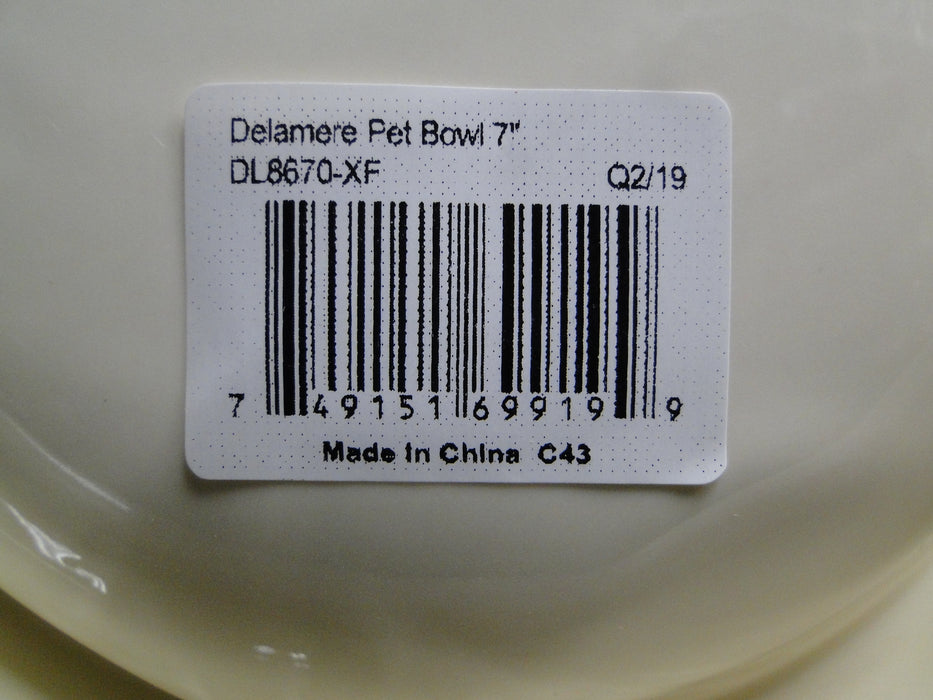 Delamere Pet Bowl 7"
DL8670-XF Q2/19
7 49151 69919 9
Made In China C43